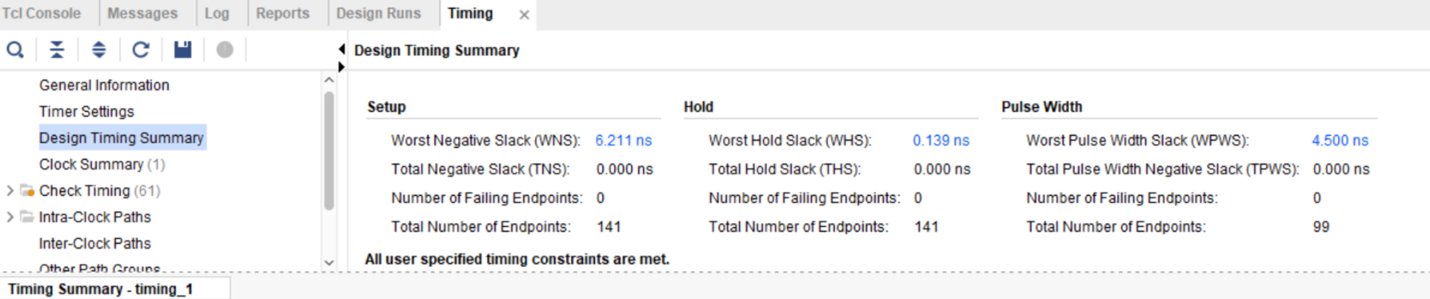 Tcl Console Messages Log Reports Design Runs Timing
Design Timing Summary
General Information
Timer Settings
Design Timing Summary
Clock Summary (1)
Check Timing (61)
Intra-Clock Paths
Inter-Clock Paths
Other Path Groups
Setup Hold Pulse Width
Worst Negative Slack (WNS): 6.211 ns Worst Hold Slack (WHS): 0.139 ns Worst Pulse Width Slack (WPWS): 4.500 ns
Total Negative Slack (TNS): 0.000 ns Total Hold Slack (THS): 0.000 ns Total Pulse Width Negative Slack (TPWS): 0.000 ns
Number of Failing Endpoints: 0 Number of Failing Endpoints: 0 Number of Failing Endpoints: 0
Total Number of Endpoints: 141 Total Number of Endpoints: 141 Total Number of Endpoints: 99
All user specified timing constraints are met.
Timing Summary - timing_1